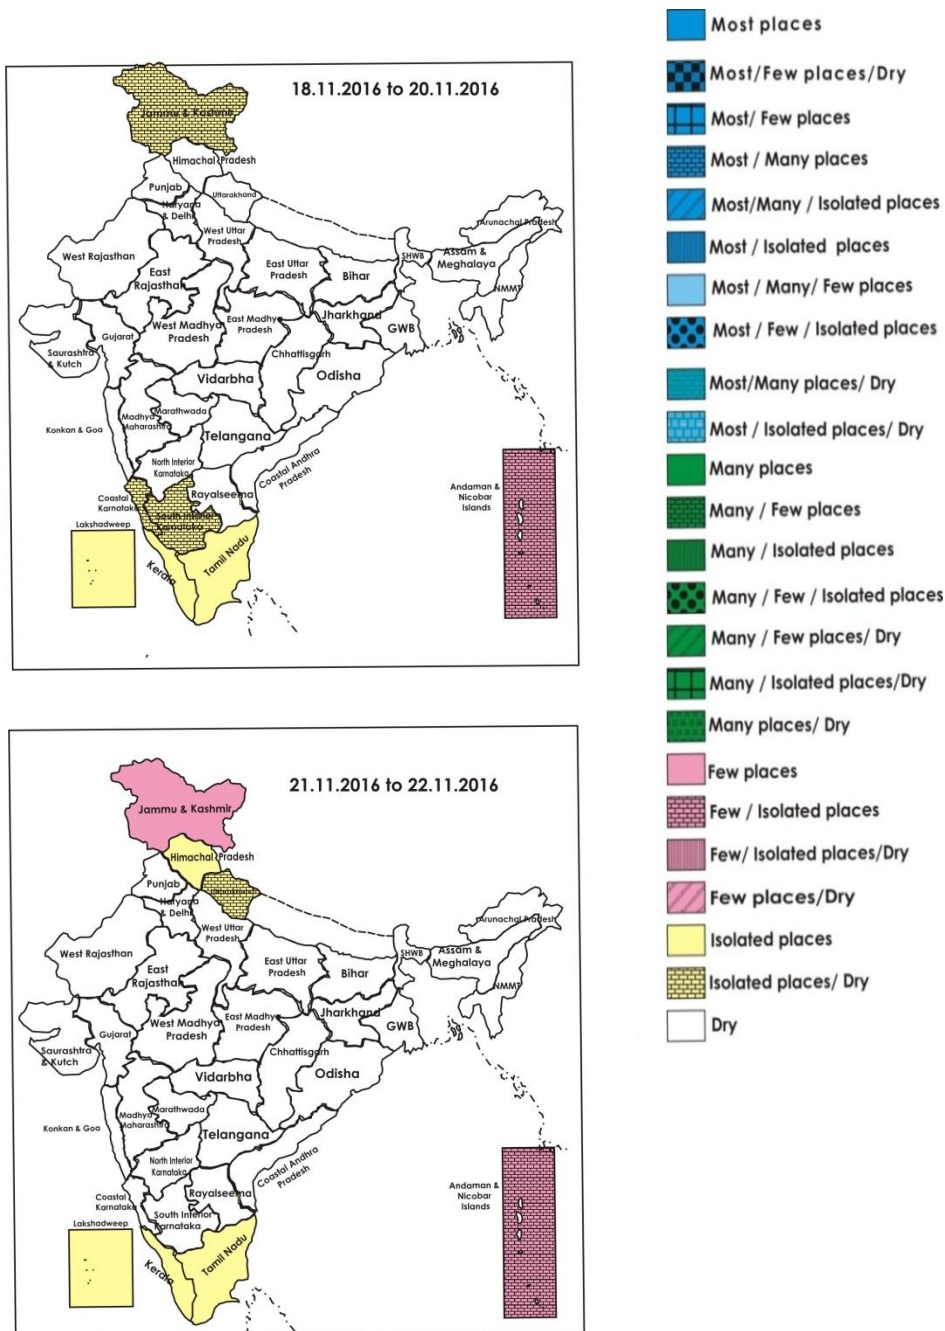 18.11.2016 to 20.11.2016
Jammu & Kashmir
Himachal Pradesh
Punjab
Uttarakhand
Haryana
& Delhi
West Uttar
Pradesh
Arunachal Pradesh
West Rajasthan
East
Rajasthan
East Uttar
Pradesh
Bihar
SHWB
Assam &
Meghalaya
NMMT
Saurashtra
& Kutch
Gujarat
West Madhya
Pradesh
East Madhya
Pradesh
Jharkhand
GWB
Chhattisgarh
Vidarbha
Odisha
Konkan & Goa
Madhya
Maharashtra
Marathwada
Telangana
North Interior
Karnataka
Coastal Andhra
Pradesh
Rayalseema
Coastal
Karnataka
South Interior
Karnataka
Andaman &
Nicobar
Islands
Lakshadweep
Kerala
Tamil Nadu
21.11.2016 to 22.11.2016
Jammu & Kashmir
Himachal Pradesh
Punjab
Haryana
& Delhi
West Uttar
Pradesh
Arunachal Pradesh
West Rajasthan
East
Rajasthan
East Uttar
Pradesh
Bihar
SHWB
Assam &
Meghalaya
NMMT
Saurashtra
& Kutch
Gujarat
West Madhya
Pradesh
East Madhya
Pradesh
Jharkhand
GWB
Chhattisgarh
Vidarbha
Odisha
Konkan & Goa
Madhya
Maharashtra
Marathwada
Telangana
North Interior
Karnataka
Coastal Andhra
Pradesh
Rayalseema
Coastal
Karnataka
South Interior
Karnataka
Andaman &
Nicobar
Islands
Lakshadweep
Kerala
Tamil Nadu
Most places
Most/Few places/Dry
Most/ Few places
Most / Many places
Most/Many / Isolated places
Most / Isolated places
Most / Many/ Few places
Most / Few / Isolated places
Most/Many places/ Dry
Most / Isolated places/ Dry
Many places
Many / Few places
Many / Isolated places
Many / Few / Isolated places
Many / Few places/ Dry
Many / Isolated places/Dry
Many places/ Dry
Few places
Few / Isolated places
Few/ Isolated places/Dry
Few places/Dry
Isolated places
Isolated places/ Dry
Dry